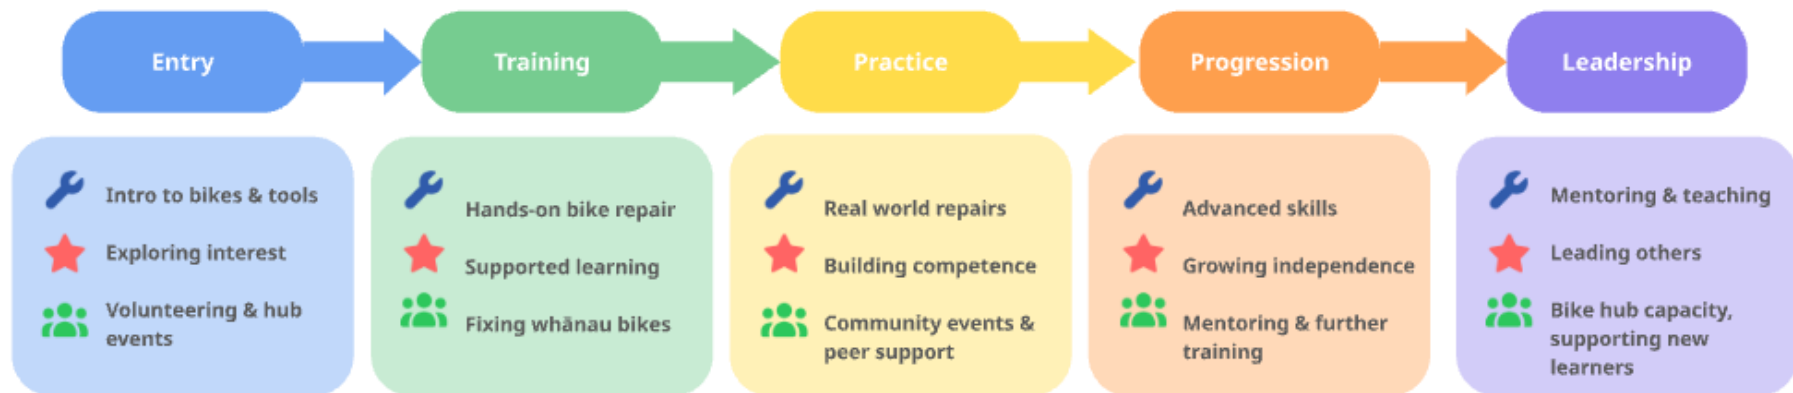 Entry
Training
Practice
Progression
Leadership
Intro to bikes & tools
Exploring interest
Volunteering & hub
events
Hands-on bike repair
Supported learning
Fixing whānau bikes
Real world repairs
Building competence
Community events &
peer support
Advanced skills
Growing independence
Mentoring & further
training
Mentoring & teaching
Leading others
Bike hub capacity,
supporting new
learners